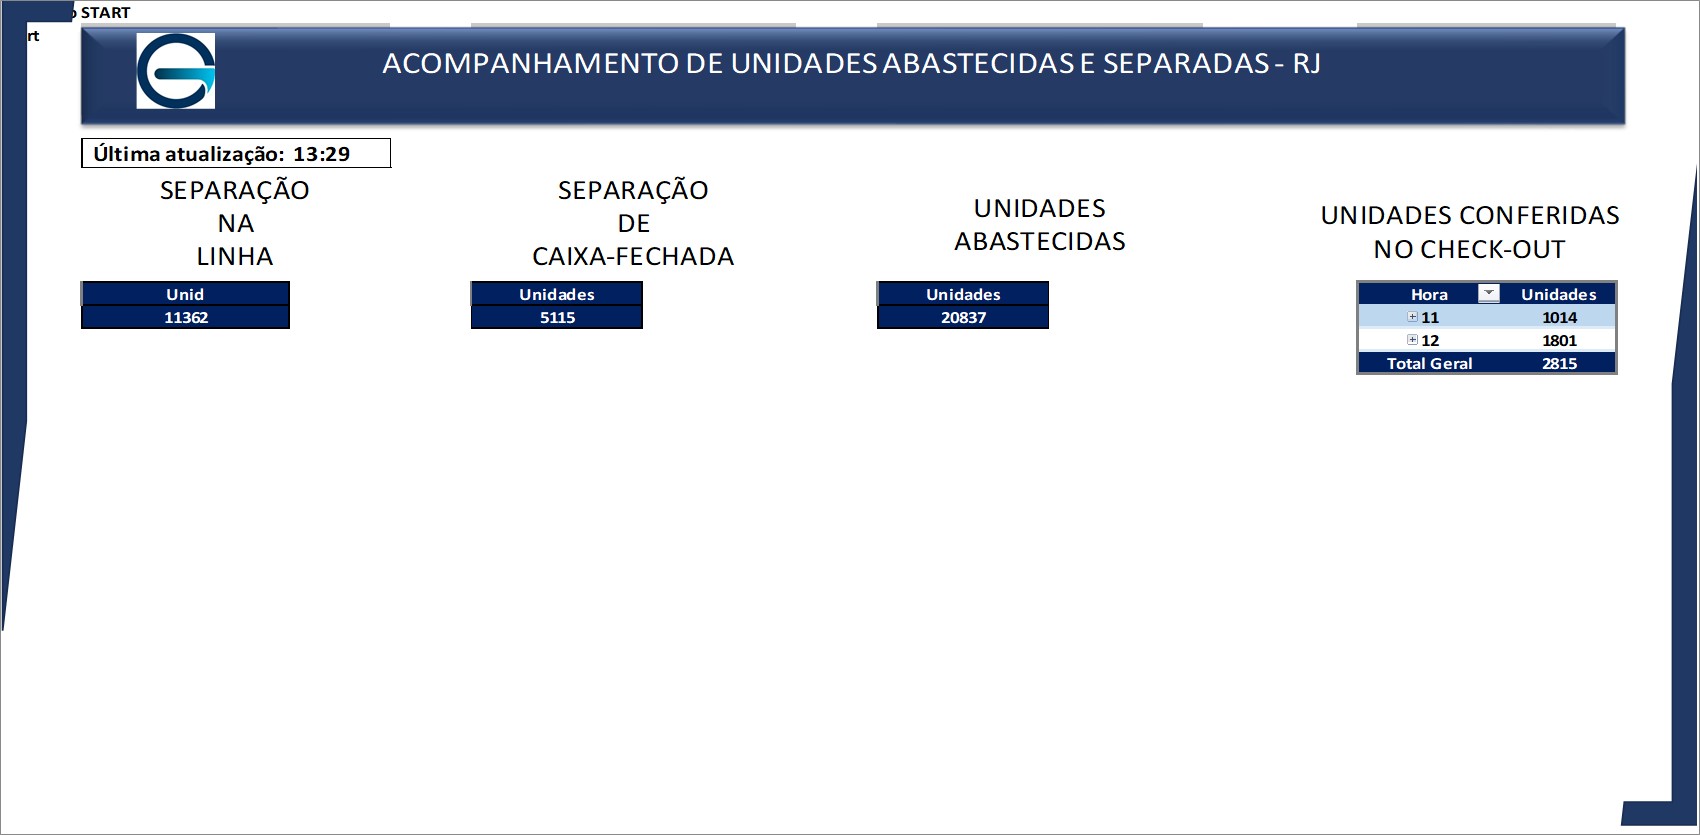 START
rt
ACOMPANHAMENTO DE UNIDADES ABASTECIDAS E SEPARADAS - RJ
Última atualização: 13:29
SEPARAÇÃO
NA
LINHA
Unid
11362
SEPARAÇÃO
DE
CAIXA-FECHADA
Unidades
5115
UNIDADES
ABASTECIDAS
Unidades
20837
UNIDADES CONFERIDAS
NO CHECK-OUT
Hora Unidades
11 1014
12 1801
Total Geral 2815